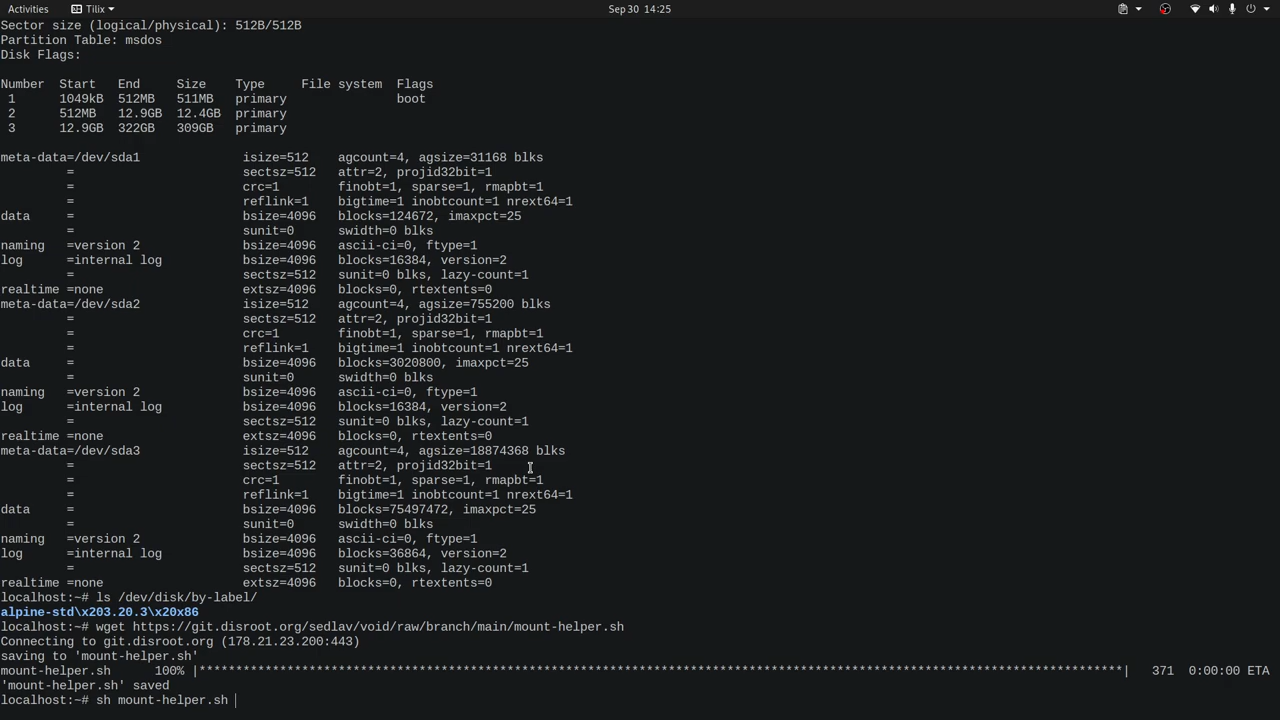 Activities Tilix Sep 30 14:25
Sector size (logical/physical): 512B/512B
Partition Table: msdos
Disk Flags:
Number Start End Size Type File system Flags
1 1049kB 512MB 511MB primary boot
2 512MB 12.9GB 12.4GB primary
3 12.9GB 322GB 309GB primary
meta-data=/dev/sda1 isize=512 agcount=4, agsize=31168 blks
= sectsz=512 attr=2, projid32bit=1
= crc=1 finobt=1, sparse=1, rmapbt=1
= reflink=1 bigtime=1 inobtcount=1 nrext64=1
data = bsize=4096 blocks=124672, imaxpct=25
= sunit=0 swidth=0 blks
naming =version 2 bsize=4096 ascii-ci=0, ftype=1
log =internal log bsize=4096 blocks=16384, version=2
= sectsz=512 sunit=0 blks, lazy-count=1
realtime =none extsz=4096 blocks=0, rtextents=0
meta-data=/dev/sda2 isize=512 agcount=4, agsize=755200 blks
= sectsz=512 attr=2, projid32bit=1
= crc=1 finobt=1, sparse=1, rmapbt=1
= reflink=1 bigtime=1 inobtcount=1 nrext64=1
data = bsize=4096 blocks=3020800, imaxpct=25
= sunit=0 swidth=0 blks
naming =version 2 bsize=4096 ascii-ci=0, ftype=1
log =internal log bsize=4096 blocks=16384, version=2
= sectsz=512 sunit=0 blks, lazy-count=1
realtime =none extsz=4096 blocks=0, rtextents=0
meta-data=/dev/sda3 isize=512 agcount=4, agsize=18874368 blks
= sectsz=512 attr=2, projid32bit=1
= crc=1 finobt=1, sparse=1, rmapbt=1
= reflink=1 bigtime=1 inobtcount=1 nrext64=1
data = bsize=4096 blocks=75497472, imaxpct=25
= sunit=0 swidth=0 blks
naming =version 2 bsize=4096 ascii-ci=0, ftype=1
log =internal log bsize=4096 blocks=36864, version=2
= sectsz=512 sunit=0 blks, lazy-count=1
realtime =none extsz=4096 blocks=0, rtextents=0
localhost:~# ls /dev/disk/by-label/
alpine-std\x203.20.3\x20x86
localhost:~# wget https://git.disroot.org/sedlav/void/raw/branch/main/mount-helper.sh
Connecting to git.disroot.org (178.21.23.200:443)
saving to 'mount-helper.sh'
mount-helper.sh 100% |*****************************************************************************************************************************| 371 0:00:00 ETA
'mount-helper.sh' saved
localhost:~# sh mount-helper.sh